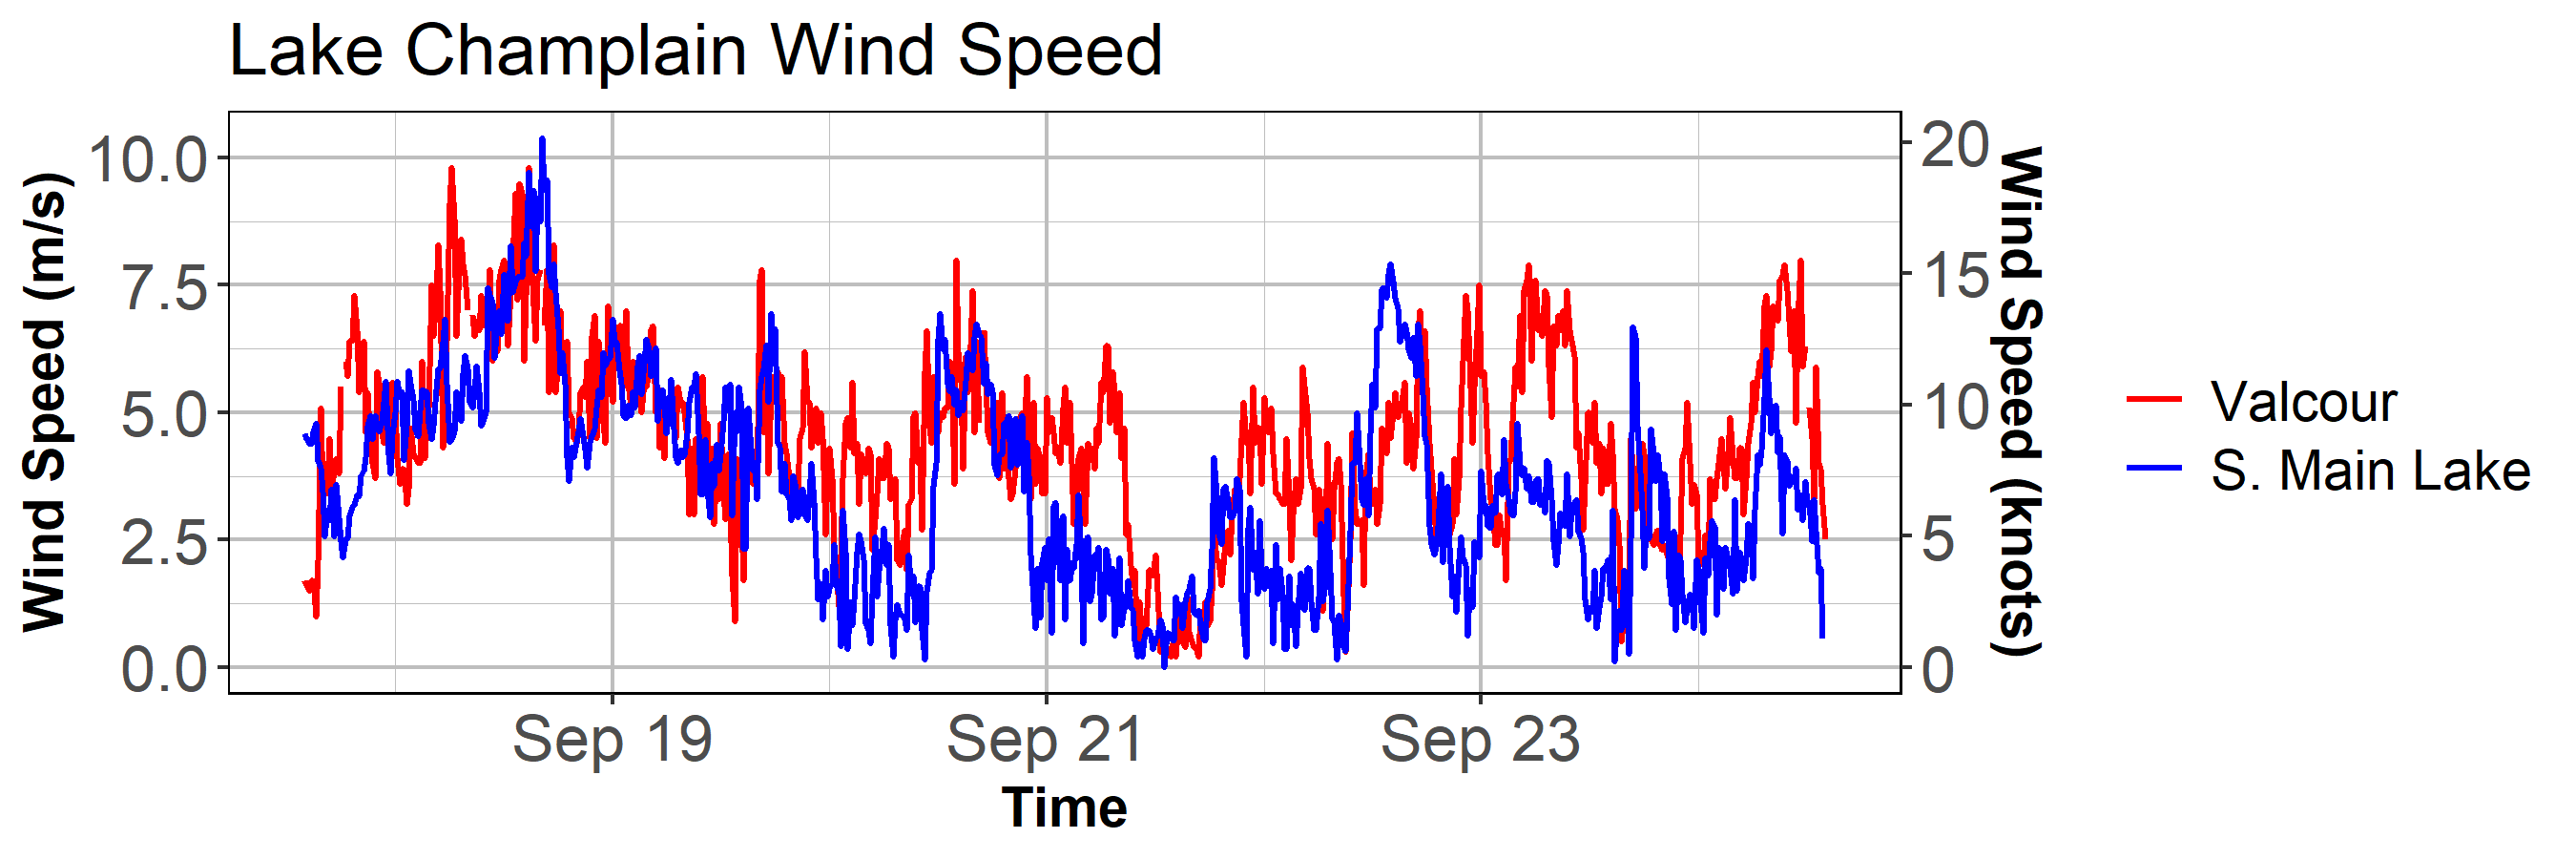 Lake Champlain Wind Speed
Wind Speed (m/s)
10.0
7.5
5.0
2.5
0.0
20
15
10
5
0
Wind Speed (knots)
Sep 19
Sep 21
Sep 23
Time
Valcour
S. Main Lake